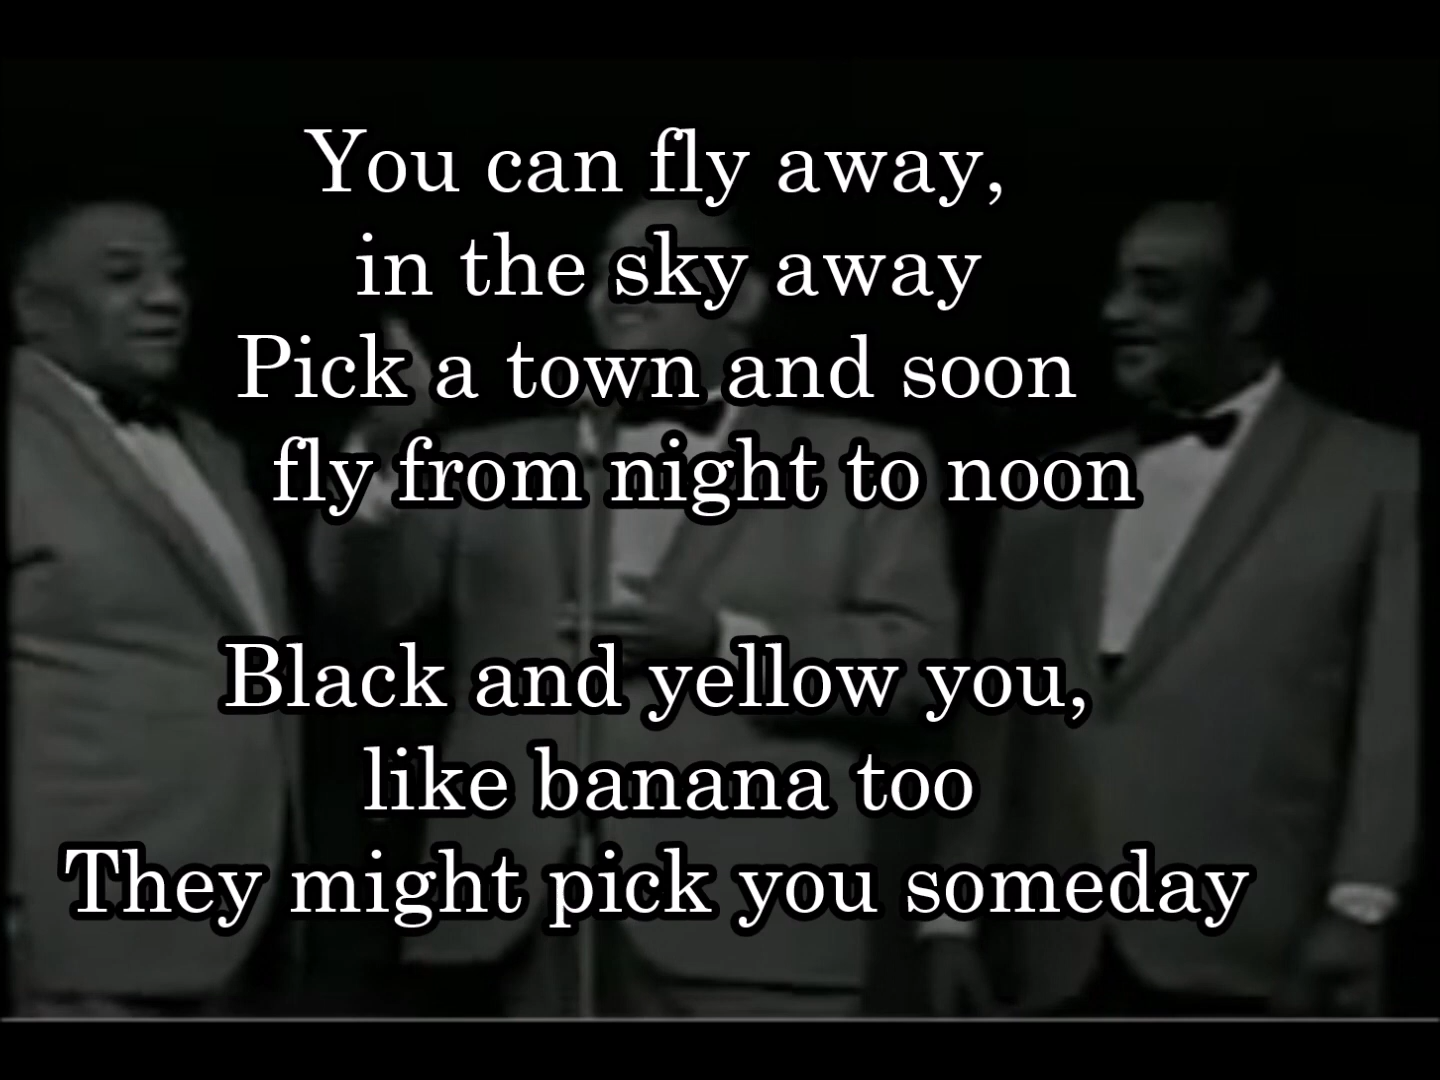 You can fly away,
in the sky away
Pick a town and soon
fly from night to noon
Black and yellow you,
like banana too
They might pick you someday